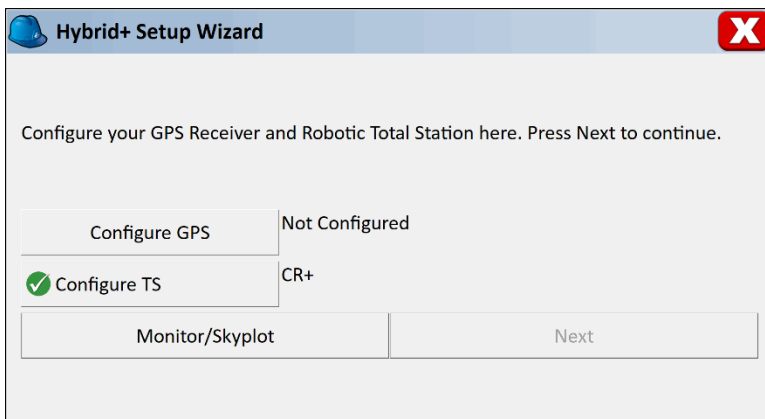 Hybrid+ Setup Wizard
X
Configure your GPS Receiver and Robotic Total Station here. Press Next to continue.
Configure GPS
Not Configured
Configure TS
CR+
Monitor/Skyplot
Next